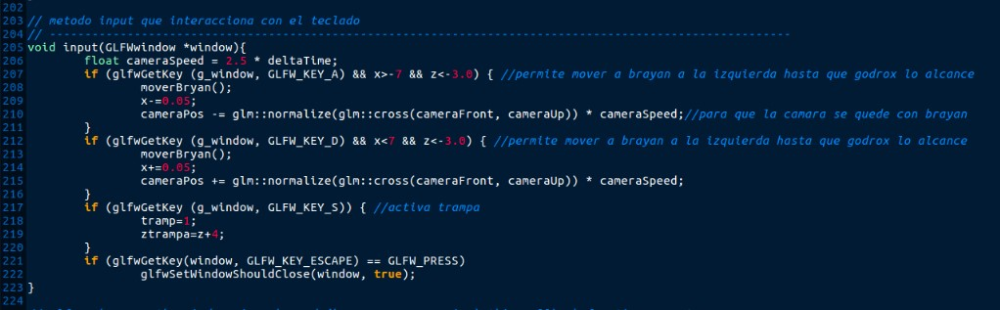 202
203 // metodo input que interacciona con el teclado
204 // ----------------------------------------------------------------------------------------------------------
205 void input(GLFWwindow *window){
206 float cameraSpeed = 2.5 * deltaTime;
207 if (glfwGetKey (g_window, GLFW_KEY_A) && x>-7 && z<-3.0) { //permite mover a brayan a la izquierda hasta que godrox lo alcance
208 moverBryan();
209 x-=0.05;
210 cameraPos -= glm::normalize(glm::cross(cameraFront, cameraUp)) * cameraSpeed;//para que la camara se quede con brayan
211 }
212 if (glfwGetKey (g_window, GLFW_KEY_D) && x<7 && z<-3.0) { //permite mover a brayan a la izquierda hasta que godrox lo alcance
213 moverBryan();
214 x+=0.05;
215 cameraPos += glm::normalize(glm::cross(cameraFront, cameraUp)) * cameraSpeed;
216 }
217 if (glfwGetKey (g_window, GLFW_KEY_S)) { //activa trampa
218 tramp=1;
219 ztrampa=z+4;
220 }
221 if (glfwGetKey(window, GLFW_KEY_ESCAPE) == GLFW_PRESS)
222 glfwSetWindowShouldClose(window, true);
223 }
224